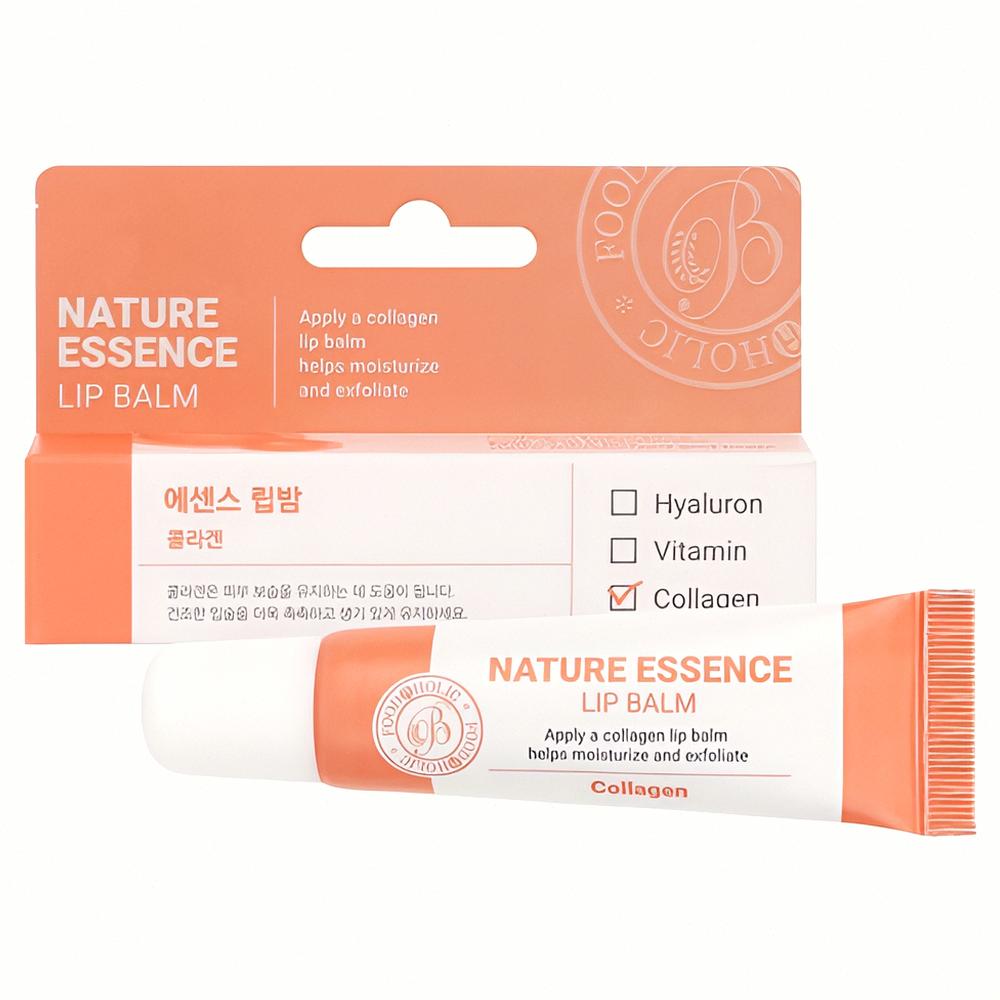 FOODAHOLIC
NATURE
ESSENCE
LIP BALM
Apply a collagen
lip balm
helps moisturize
and exfoliate
에센스 립밤
콜라겐
Hyaluron
Vitamin
Collagen
NATURE ESSENCE
LIP BALM
Apply a collagen lip balm
helps moisturize and exfoliate
Collagen
FOODAHOLIC
FOODAHOLIC